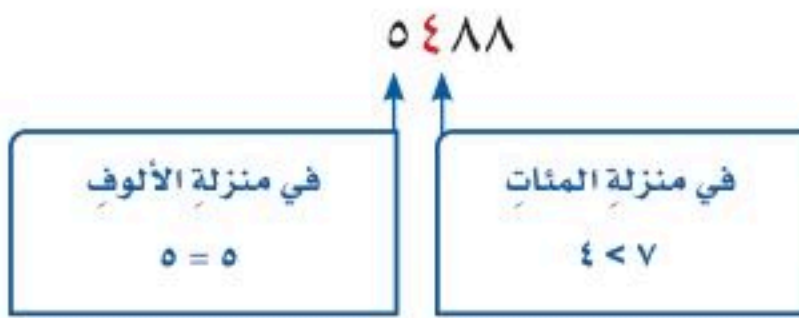 ٥٤٨٨
في منزلةِ المئاتِ
٤ < ٧
في منزلةِ الألوفِ
٥ = ٥